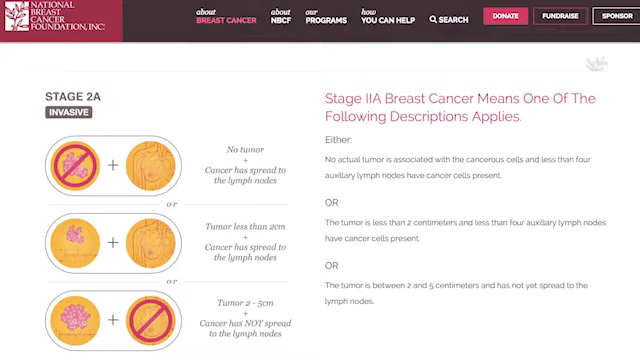 NATIONAL
BREAST
CANCER
FOUNDATION, INC.
about
BREAST CANCER
about
NBCF
our
PROGRAMS
how
YOU CAN HELP
SEARCH
DONATE
FUNDRAISE
SPONSOR
STAGE 2A
INVASIVE
No tumor
+
Cancer has spread to
the lymph nodes
or
Tumor less than 2cm
+
Cancer has spread to
the lymph nodes
or
Tumor 2 - 5cm
+
Cancer has NOT spread
to the lymph nodes
Stage IIA Breast Cancer Means One Of The
Following Descriptions Applies.
Either:
No actual tumor is associated with the cancerous cells and less than four
auxillary lymph nodes have cancer cells present.
OR
The tumor is less than 2 centimeters and less than four auxillary lymph nodes
have cancer cells present.
OR
The tumor is between 2 and 5 centimeters and has not yet spread to the
lymph nodes.